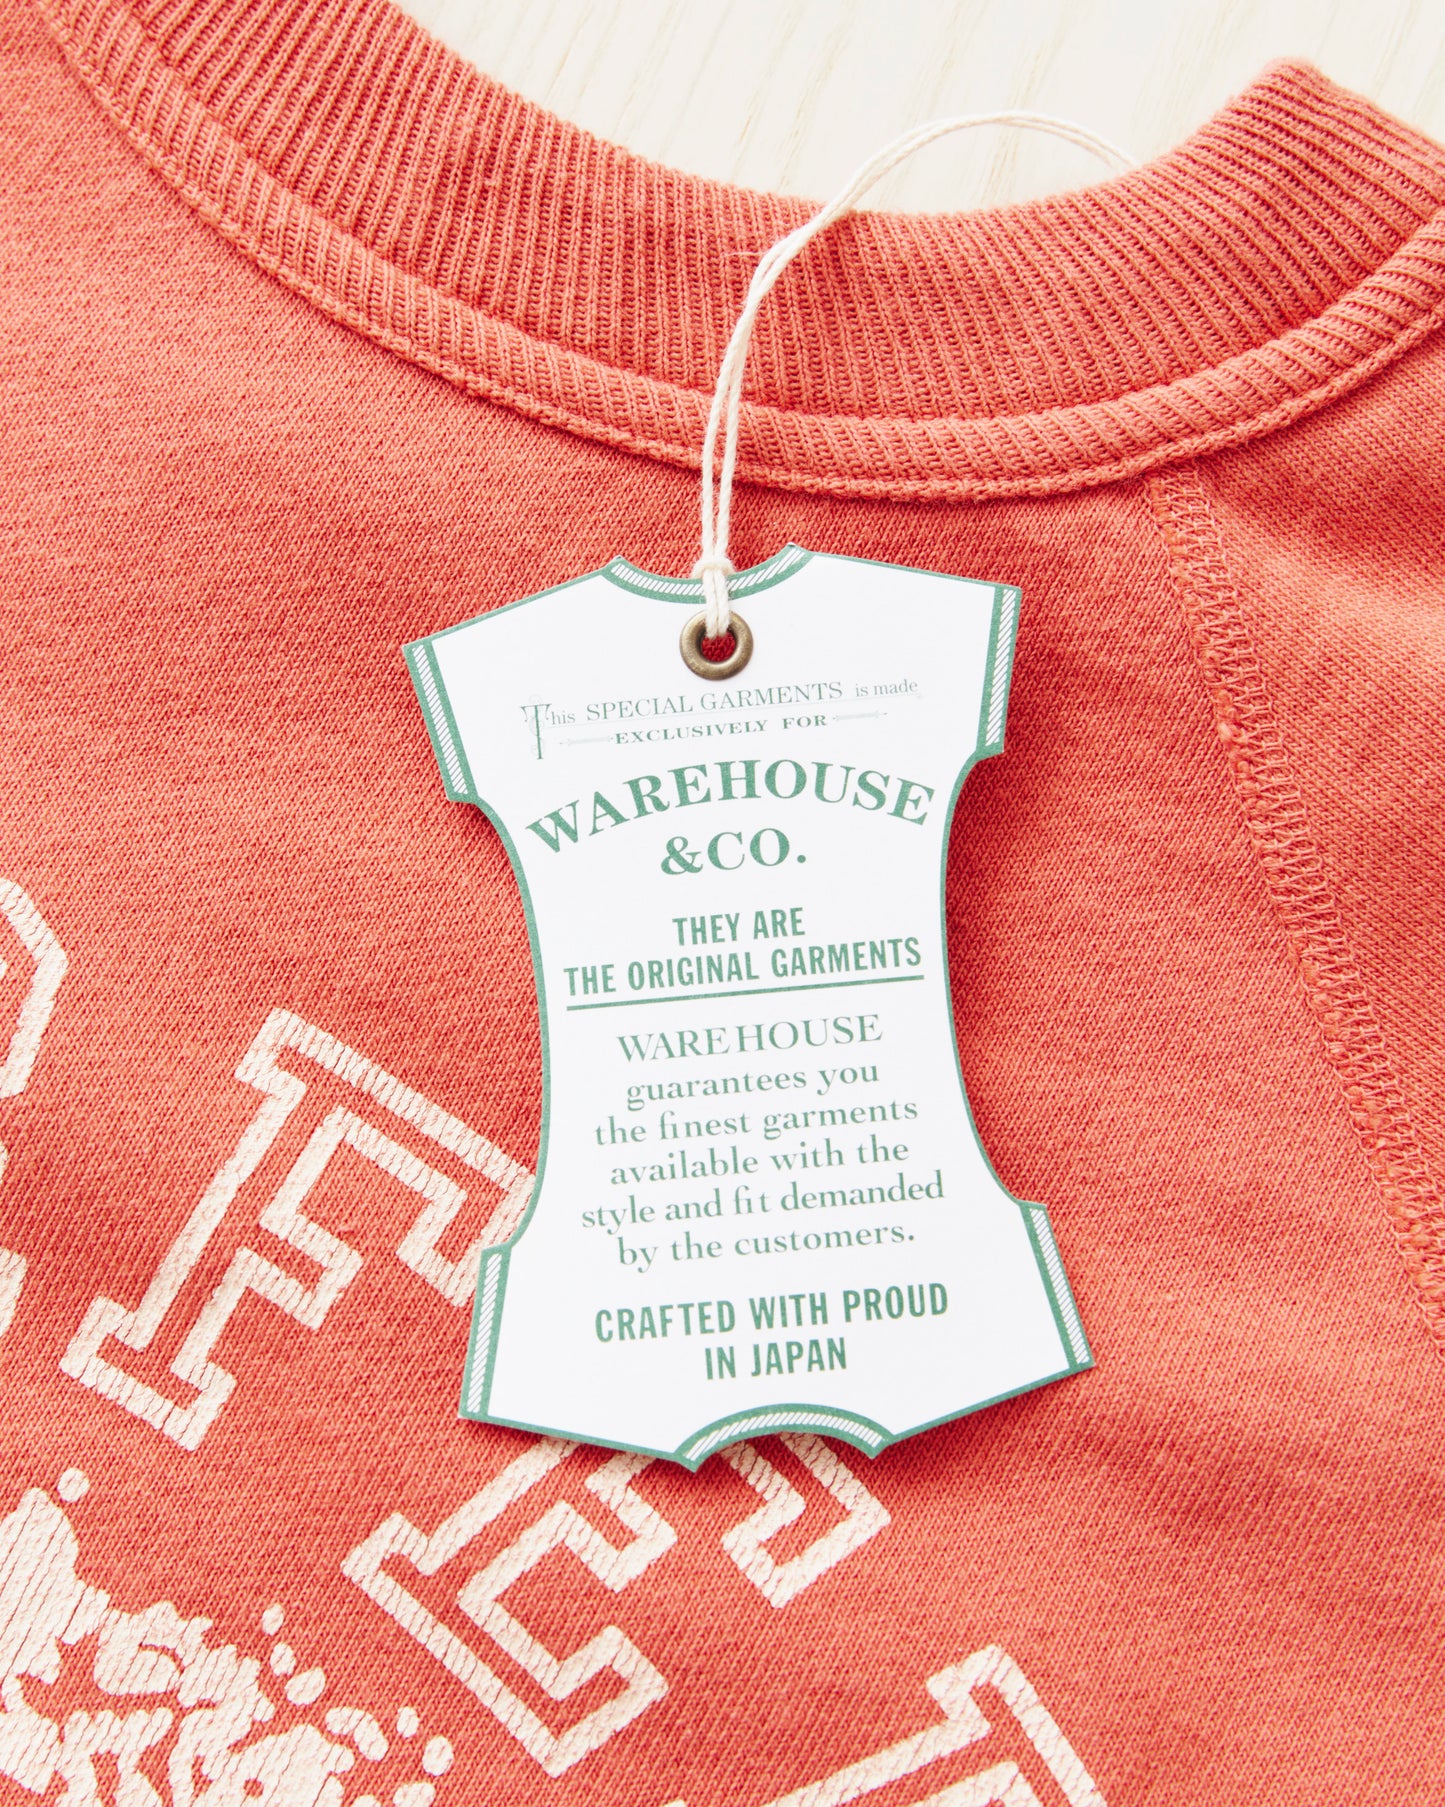 This SPECIAL GARMENTS is made
EXCLUSIVELY FOR
WAREHOUSE
&CO.
THEY ARE
THE ORIGINAL GARMENTS
WAREHOUSE
guarantees you
the finest garments
available with the
style and fit demanded
by the customers.
CRAFTED WITH PROUD
IN JAPAN